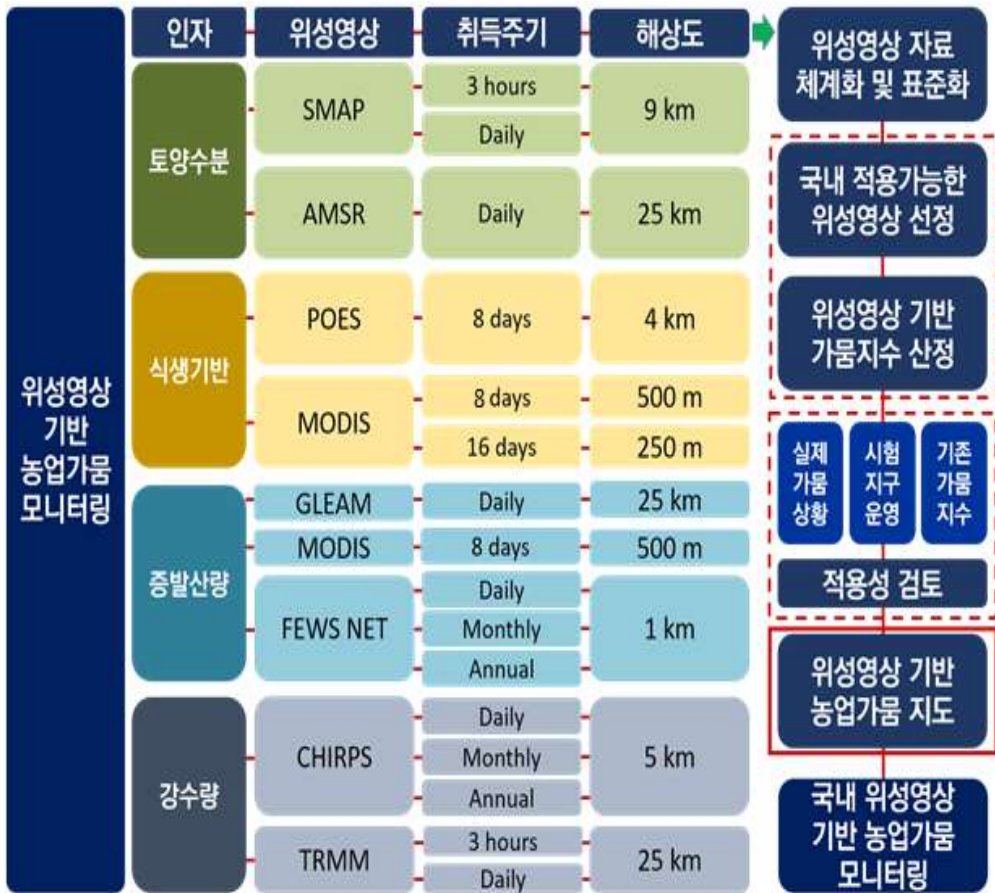 위성영상
기반
농업가뭄
모니터링
인자
위성영상
취득주기
해상도
토양수분
SMAP
3 hours
Daily
9 km
AMSR
Daily
25 km
식생기반
POES
8 days
4 km
MODIS
8 days
500 m
16 days
250 m
증발산량
GLEAM
Daily
25 km
MODIS
8 days
500 m
FEWS NET
Daily
Monthly
Annual
1 km
강수량
CHIRPS
Daily
Monthly
Annual
5 km
TRMM
3 hours
Daily
25 km
위성영상 자료
체계화 및 표준화
국내 적용가능한
위성영상 선정
위성영상 기반
가뭄지수 산정
실제
가뭄
상황
시험
지구
운영
기존
가뭄
지수
적용성 검토
위성영상 기반
농업가뭄 지도
국내 위성영상
기반 농업가뭄
모니터링